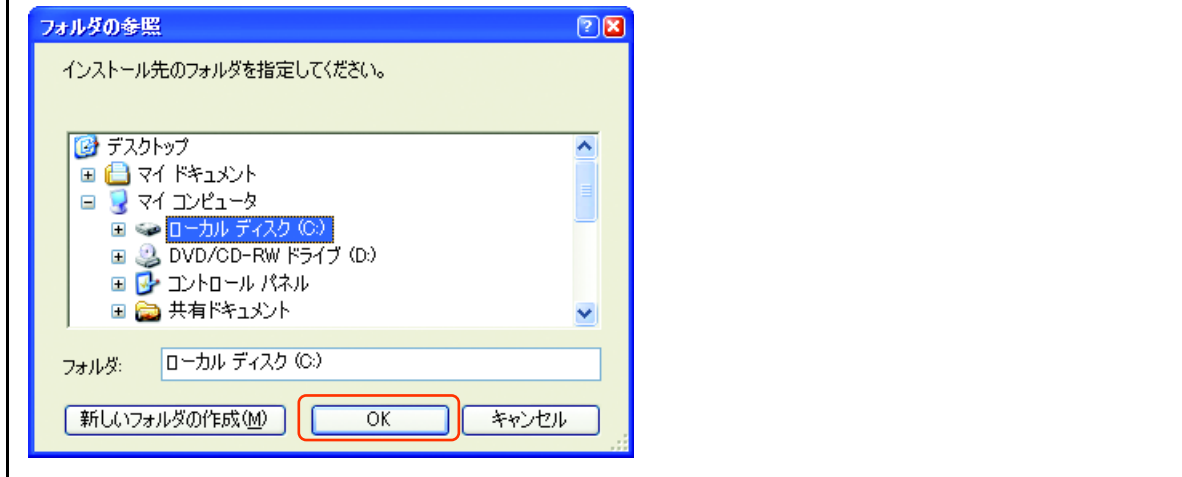 フォルダの参照
インストール先のフォルダを指定してください。
デスクトップ
マイ ドキュメント
マイ コンピュータ
ローカル ディスク (C:)
DVD/CD-RW ドライブ (D:)
コントロール パネル
共有ドキュメント
フォルダ: ローカル ディスク (C:)
新しいフォルダの作成(M) OK キャンセル